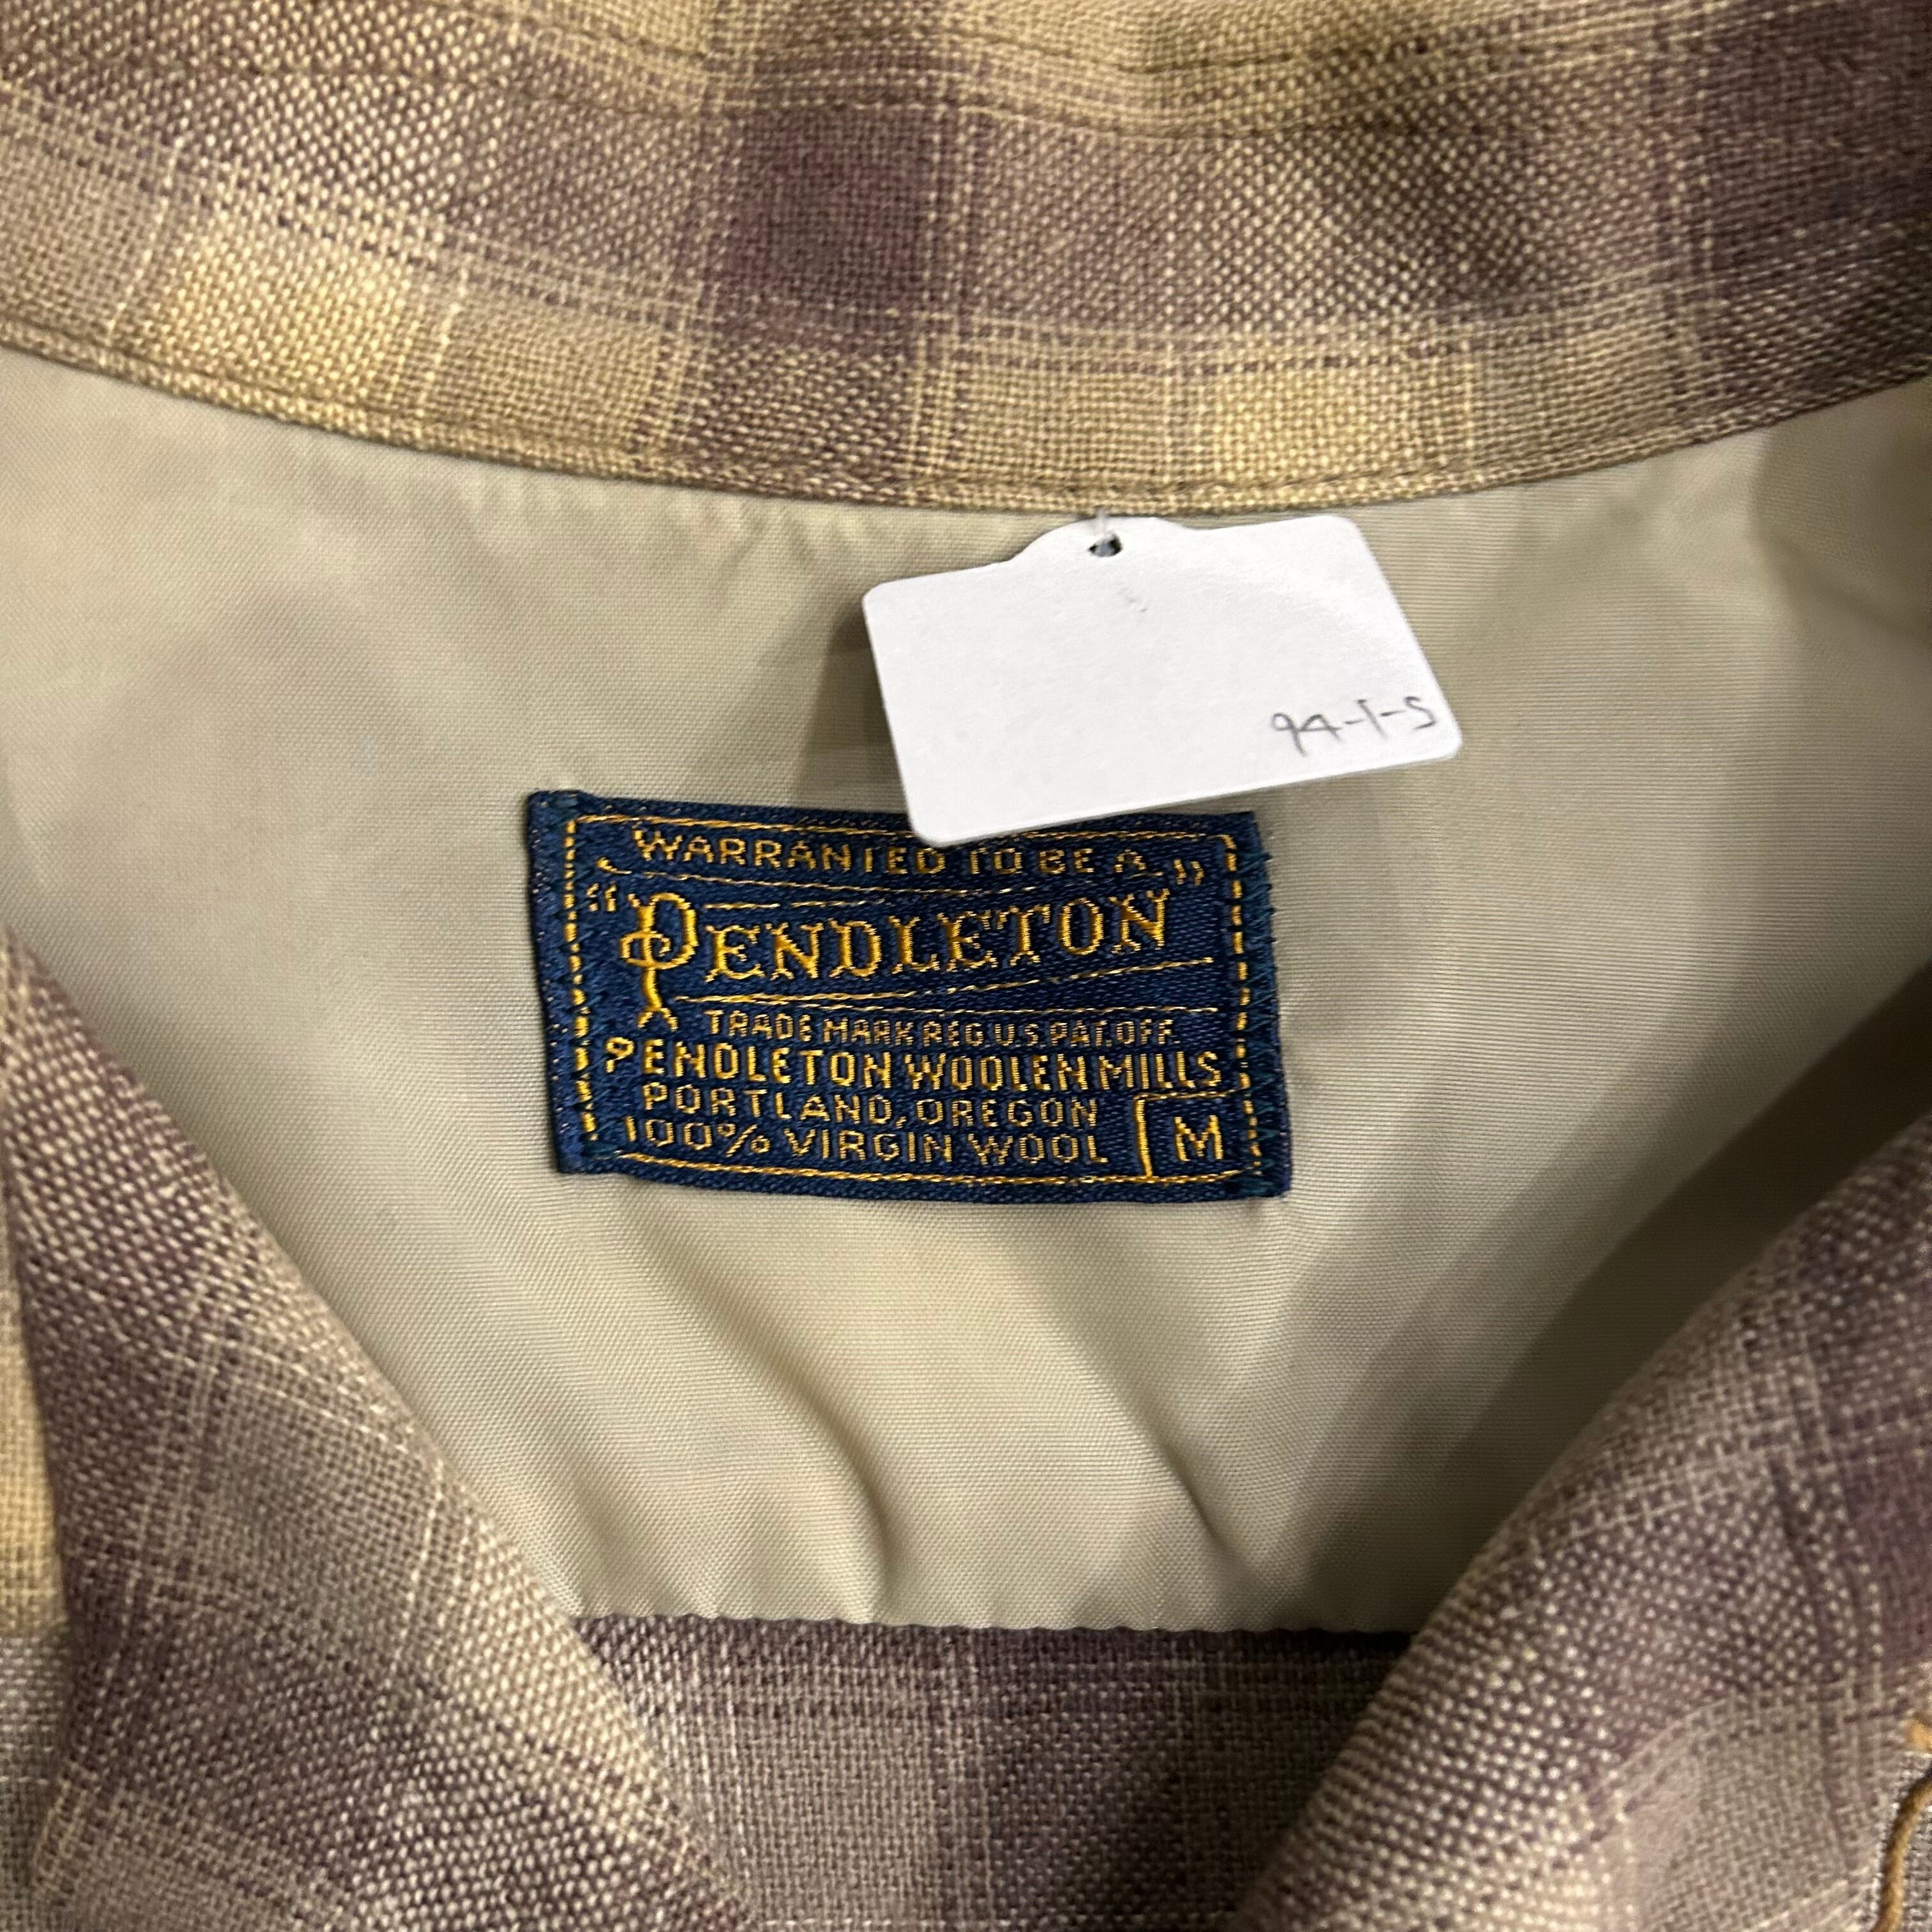 94-1-S
WARRANTED TO BE A
"PENDLETON"
TRADE MARK REG.U.S.PAT.OFF.
PENDLETON WOOLEN MILLS
PORTLAND, OREGON
100% VIRGIN WOOL M